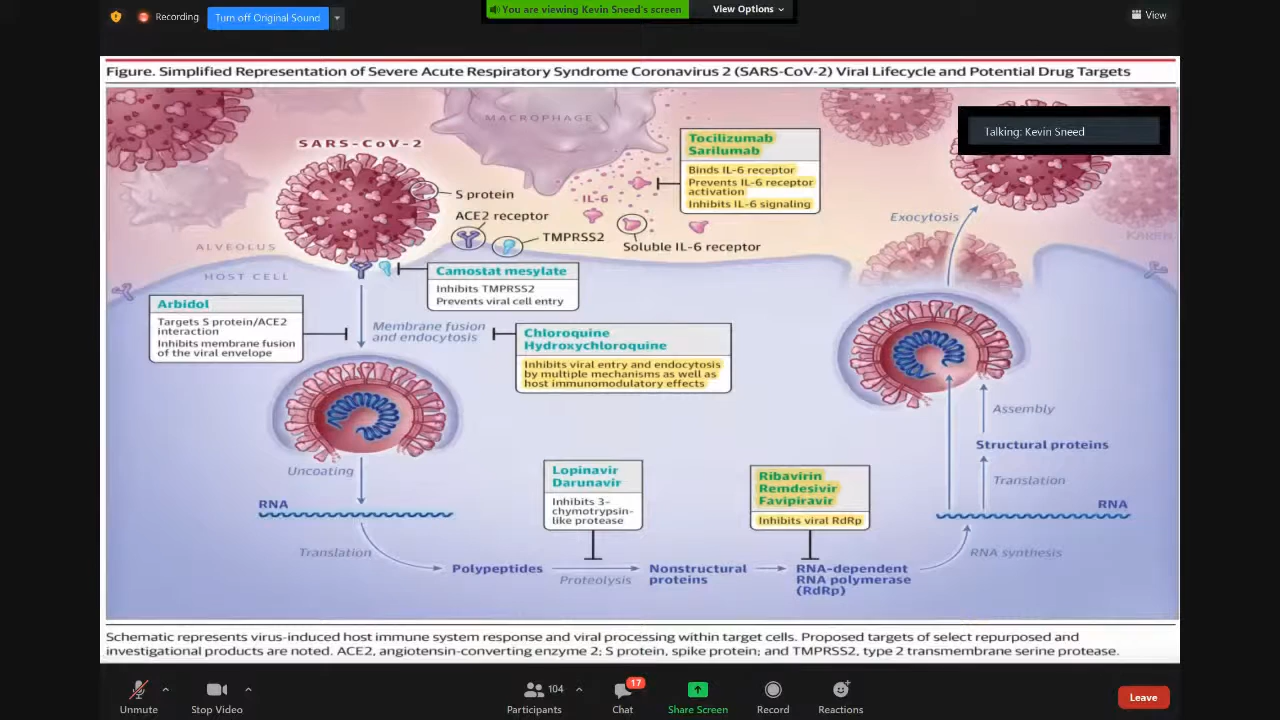 Recording
Turn off Original Sound
You are viewing Kevin Sneed's screen
View Options
View
Figure. Simplified Representation of Severe Acute Respiratory Syndrome Coronavirus 2 (SARS-CoV-2) Viral Lifecycle and Potential Drug Targets
Talking: Kevin Sneed
MACROPHAGE
SARS-CoV-2
S protein
ACE2 receptor
TMPRSS2
IL-6
Soluble IL-6 receptor
Tocilizumab
Sarilumab
Binds IL-6 receptor
Prevents IL-6 receptor
activation
Inhibits IL-6 signaling
Exocytosis
KAREN
ALVEOLUS
HOST CELL
Camostat mesylate
Inhibits TMPRSS2
Prevents viral cell entry
Arbidol
Targets S protein/ACE2
interaction
Inhibits membrane fusion
of the viral envelope
Membrane fusion
and endocytosis
Chloroquine
Hydroxychloroquine
Inhibits viral entry and endocytosis
by multiple mechanisms as well as
host immunomodulatory effects
Uncoating
RNA
Translation
Polypeptides
Lopinavir
Darunavir
Inhibits 3-
chymotrypsin-
like protease
Proteolysis
Nonstructural
proteins
Ribavirin
Remdesivir
Favipiravir
Inhibits viral RdRp
RNA-dependent
RNA polymerase
(RdRp)
Assembly
Structural proteins
Translation
RNA
RNA synthesis
Schematic represents virus-induced host immune system response and viral processing within target cells. Proposed targets of select repurposed and
investigational products are noted. ACE2, angiotensin-converting enzyme 2; S protein, spike protein; and TMPRSS2, type 2 transmembrane serine protease.
Unmute
Stop Video
104
Participants
17
Chat
Share Screen
Record
Reactions
Leave